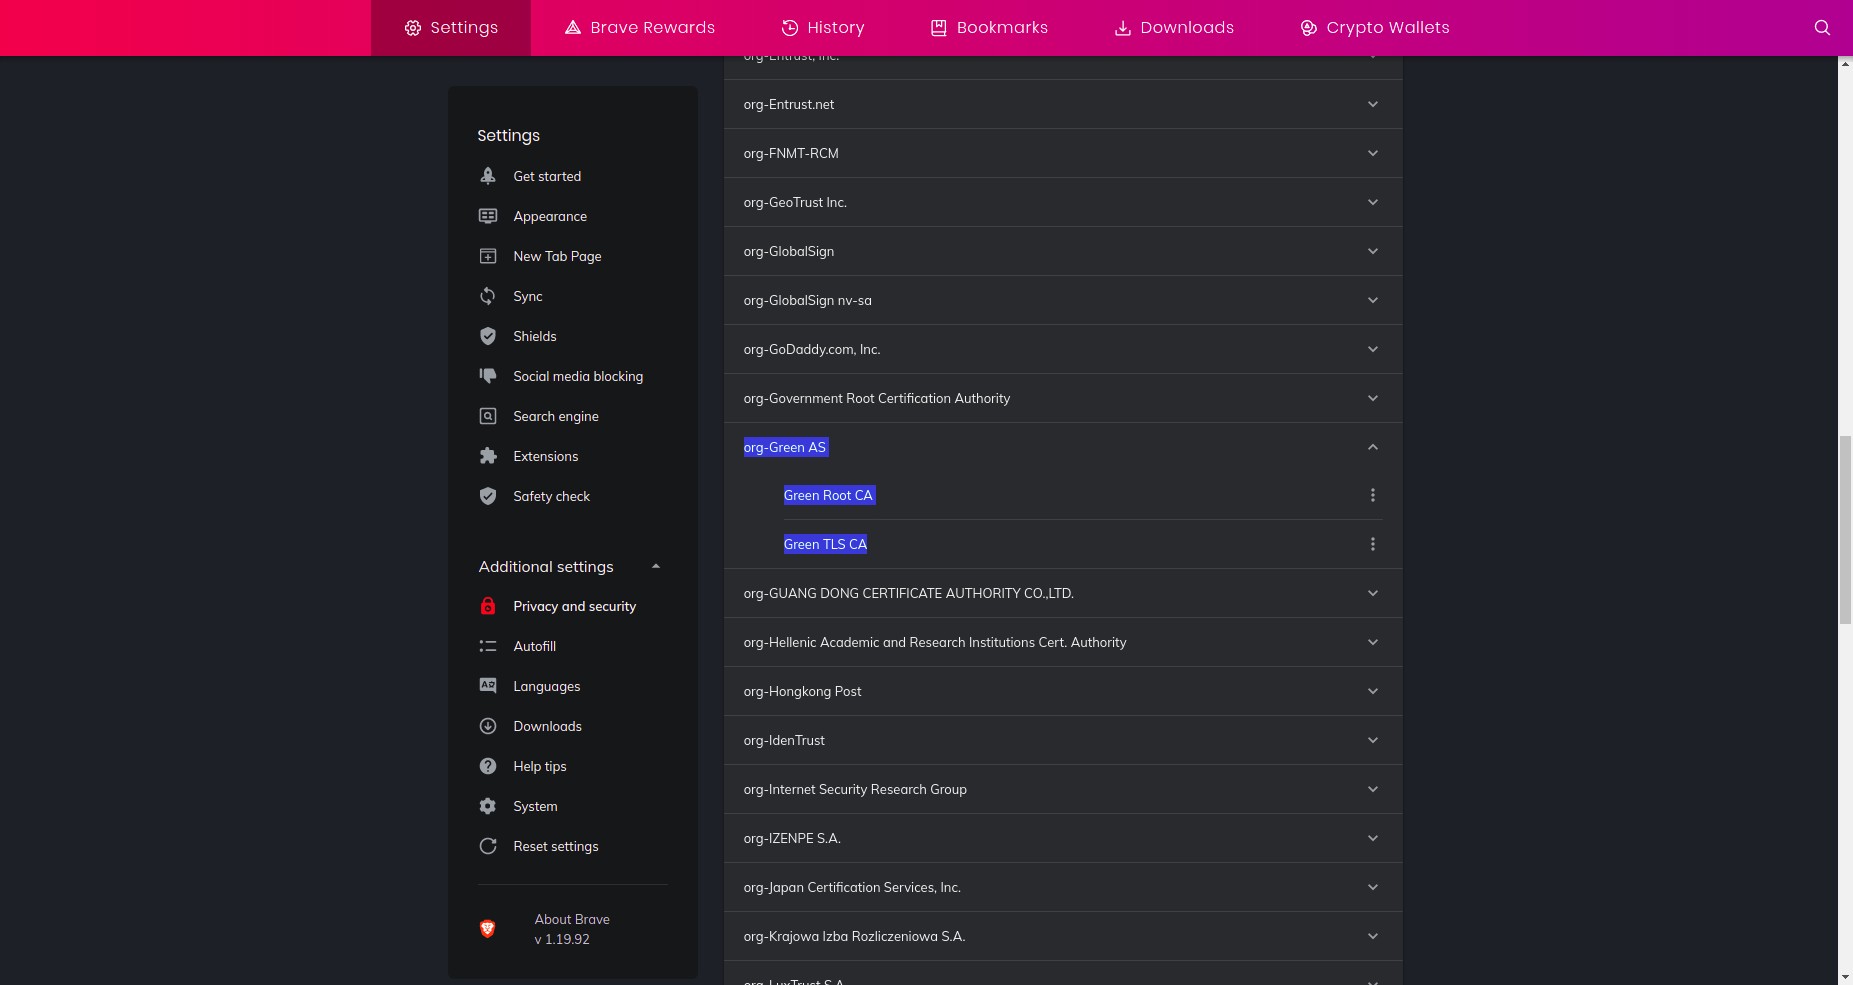 Settings
Brave Rewards
History
Bookmarks
Downloads
Crypto Wallets
Settings
Get started
Appearance
New Tab Page
Sync
Shields
Social media blocking
Search engine
Extensions
Safety check
Additional settings
Privacy and security
Autofill
Languages
Downloads
Help tips
System
Reset settings
About Brave
v 1.19.92
org-Entrust, Inc.
org-Entrust.net
org-FNMT-RCM
org-GeoTrust Inc.
org-GlobalSign
org-GlobalSign nv-sa
org-GoDaddy.com, Inc.
org-Government Root Certification Authority
org-Green AS
Green Root CA
Green TLS CA
org-GUANG DONG CERTIFICATE AUTHORITY CO.,LTD.
org-Hellenic Academic and Research Institutions Cert. Authority
org-Hongkong Post
org-IdenTrust
org-Internet Security Research Group
org-IZENPE S.A.
org-Japan Certification Services, Inc.
org-Krajowa Izba Rozliczeniowa S.A.
org-LuxTrust S.A.